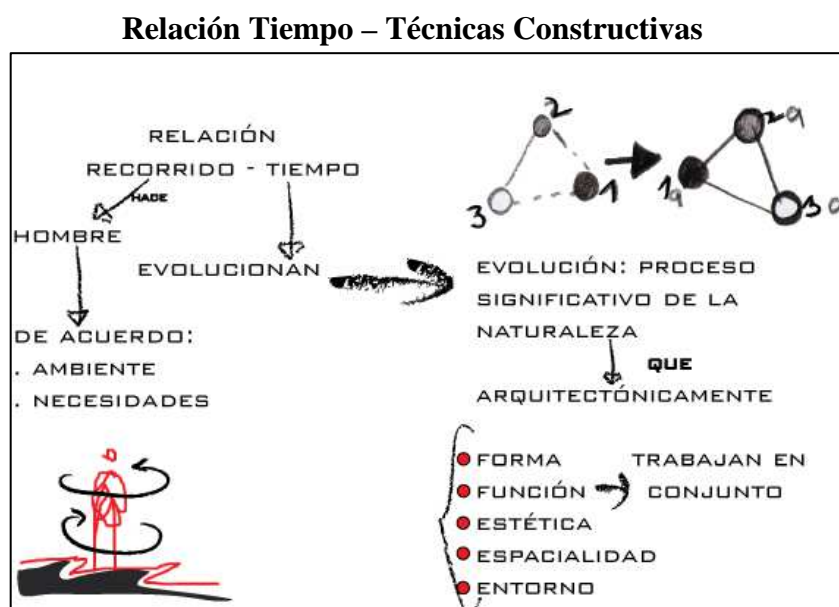 Relación Tiempo – Técnicas Constructivas
RELACIÓN
RECORRIDO - TIEMPO
HACE
HOMBRE
EVOLUCIONAN
DE ACUERDO:
. AMBIENTE
. NECESIDADES
2
1
3
2a
1a
3a
EVOLUCIÓN: PROCESO
SIGNIFICATIVO DE LA
NATURALEZA
QUE
ARQUITECTÓNICAMENTE
FORMA
FUNCIÓN
ESTÉTICA
ESPACIALIDAD
ENTORNO
TRABAJAN EN
CONJUNTO